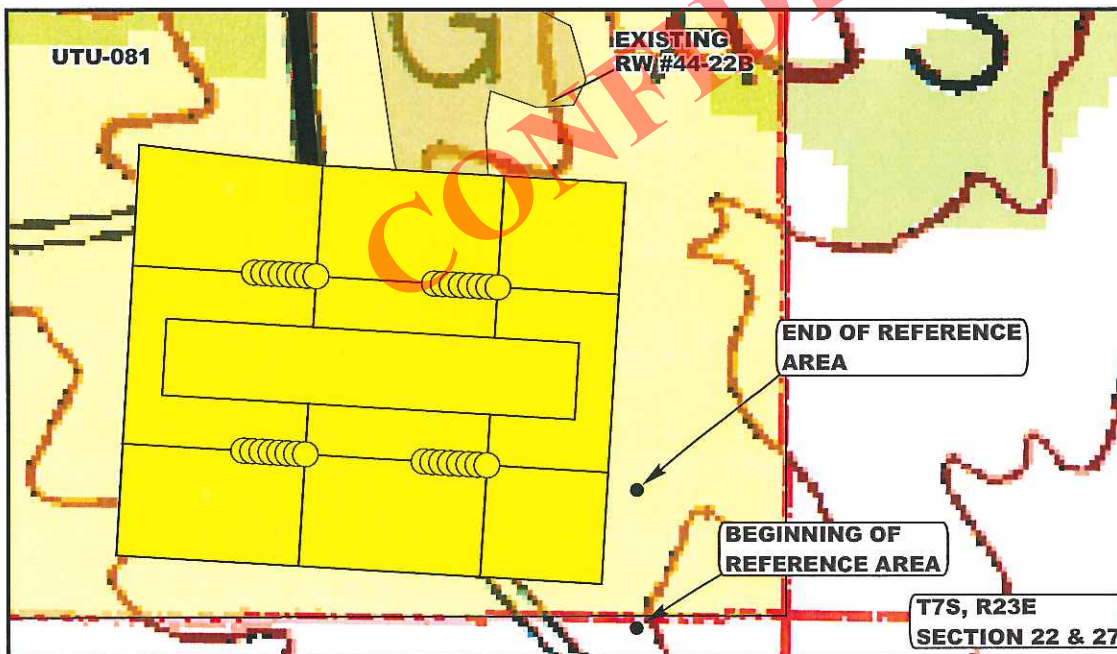 UTU-081
EXISTING
RW #44-22B
G
CONFID
END OF REFERENCE
AREA
BEGINNING OF
REFERENCE AREA
T7S, R23E
SECTION 22 & 27